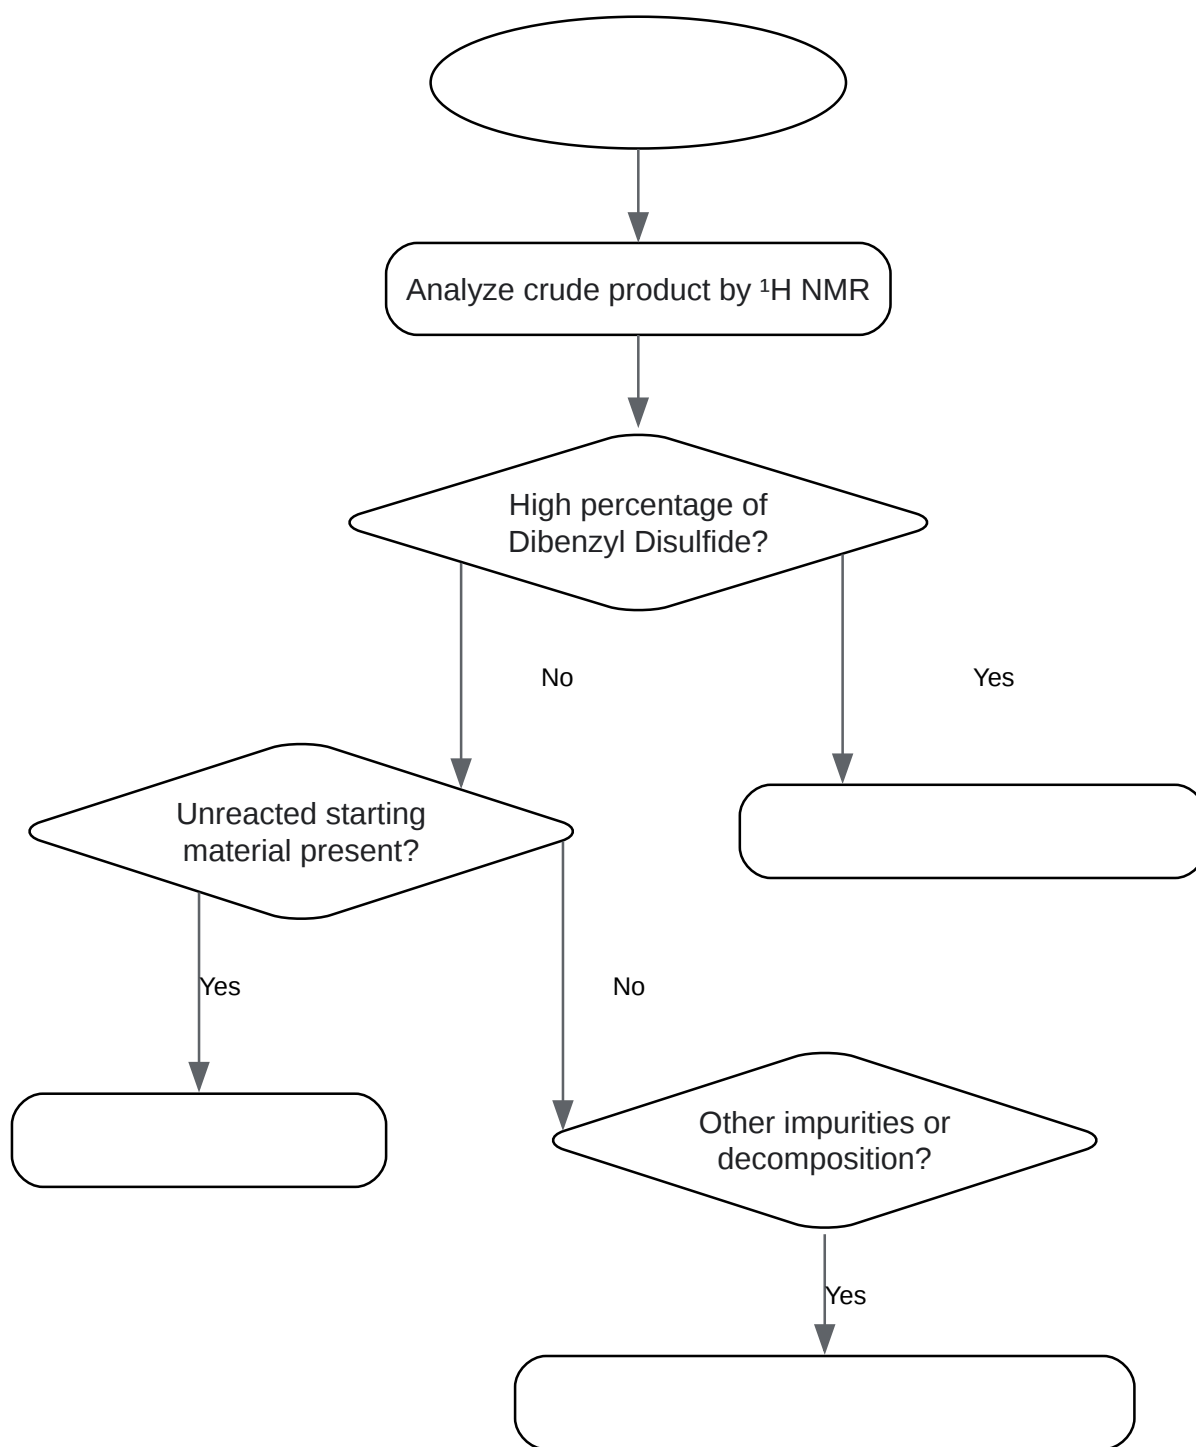 Analyze crude product by ¹H NMR
High percentage of
Dibenzyl Disulfide?
No
Yes
Unreacted starting
material present?
Yes
No
Other impurities or
decomposition?
Yes